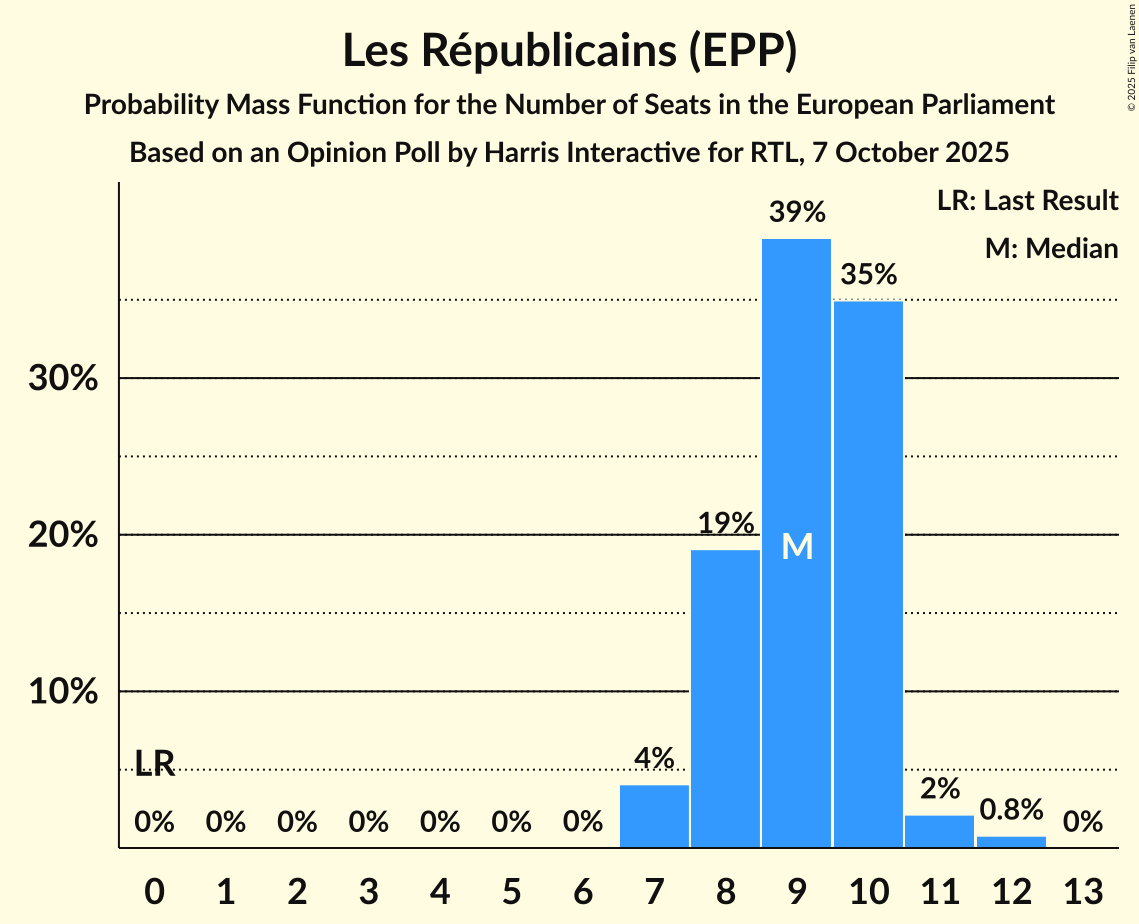 Les Républicains (EPP)
Probability Mass Function for the Number of Seats in the European Parliament
Based on an Opinion Poll by Harris Interactive for RTL, 7 October 2025
© 2025 Filip van Laenen
LR: Last Result
M: Median
39%
35%
30%
20%
19%
M
10%
LR
4%
2%
0.8%
0% 0% 0% 0% 0% 0% 0% 0%
0 1 2 3 4 5 6 7 8 9 10 11 12 13